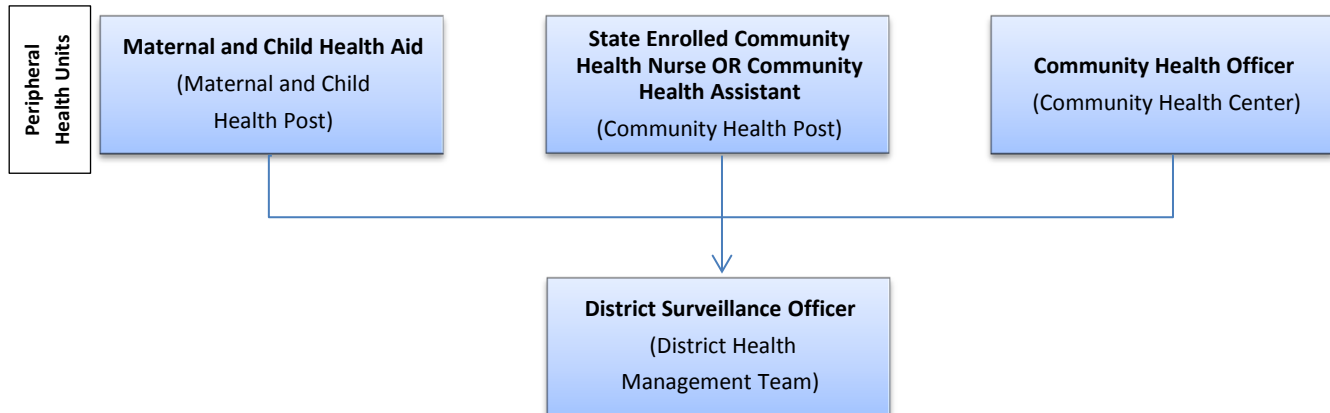 Peripheral
Health Units
Maternal and Child Health Aid
(Maternal and Child
Health Post)
State Enrolled Community
Health Nurse OR Community
Health Assistant
(Community Health Post)
Community Health Officer
(Community Health Center)
District Surveillance Officer
(District Health
Management Team)